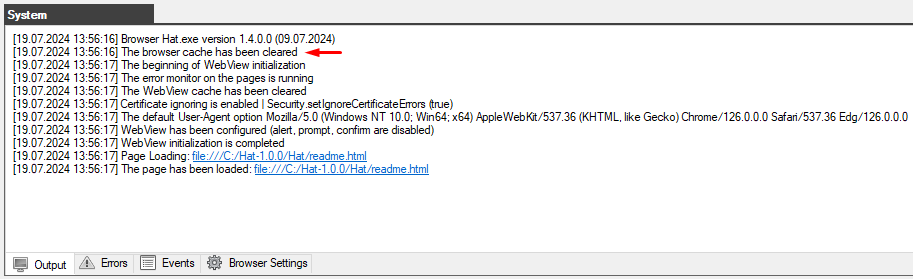 System
[19.07.2024 13:56:16] Browser Hat.exe version 1.4.0.0 (09.07.2024)
[19.07.2024 13:56:16] The browser cache has been cleared
[19.07.2024 13:56:17] The beginning of WebView initialization
[19.07.2024 13:56:17] The error monitor on the pages is running
[19.07.2024 13:56:17] The WebView cache has been cleared
[19.07.2024 13:56:17] Certificate ignoring is enabled | Security.setIgnoreCertificateErrors (true)
[19.07.2024 13:56:17] The default User-Agent option Mozilla/5.0 (Windows NT 10.0; Win64; x64) AppleWebKit/537.36 (KHTML, like Gecko) Chrome/126.0.0.0 Safari/537.36 Edg/126.0.0.0
[19.07.2024 13:56:17] WebView has been configured (alert, prompt, confirm are disabled)
[19.07.2024 13:56:17] WebView initialization is completed
[19.07.2024 13:56:17] Page Loading: file:///C:/Hat-1.0.0/Hat/readme.html
[19.07.2024 13:56:17] The page has been loaded: file:///C:/Hat-1.0.0/Hat/readme.html
Output Errors Events Browser Settings